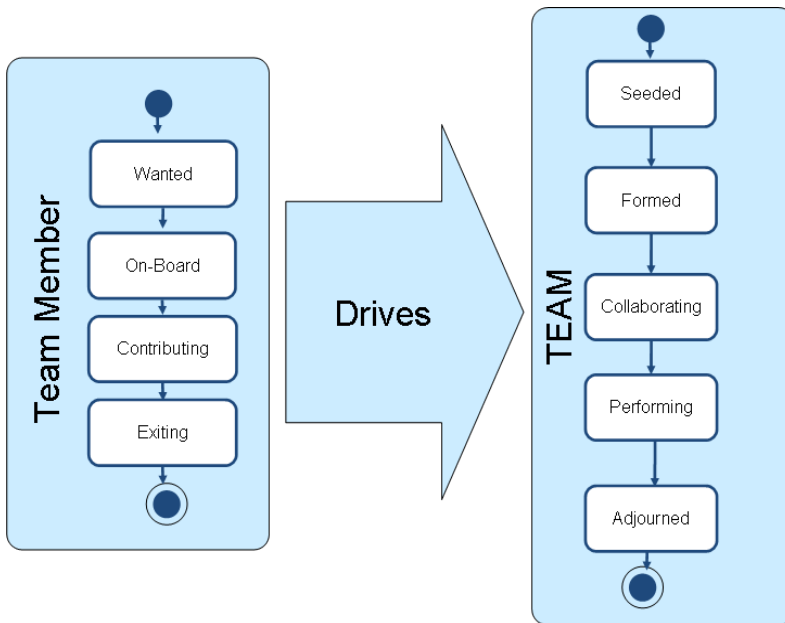 Team Member
Wanted
On-Board
Contributing
Exiting
Drives
TEAM
Seeded
Formed
Collaborating
Performing
Adjourned